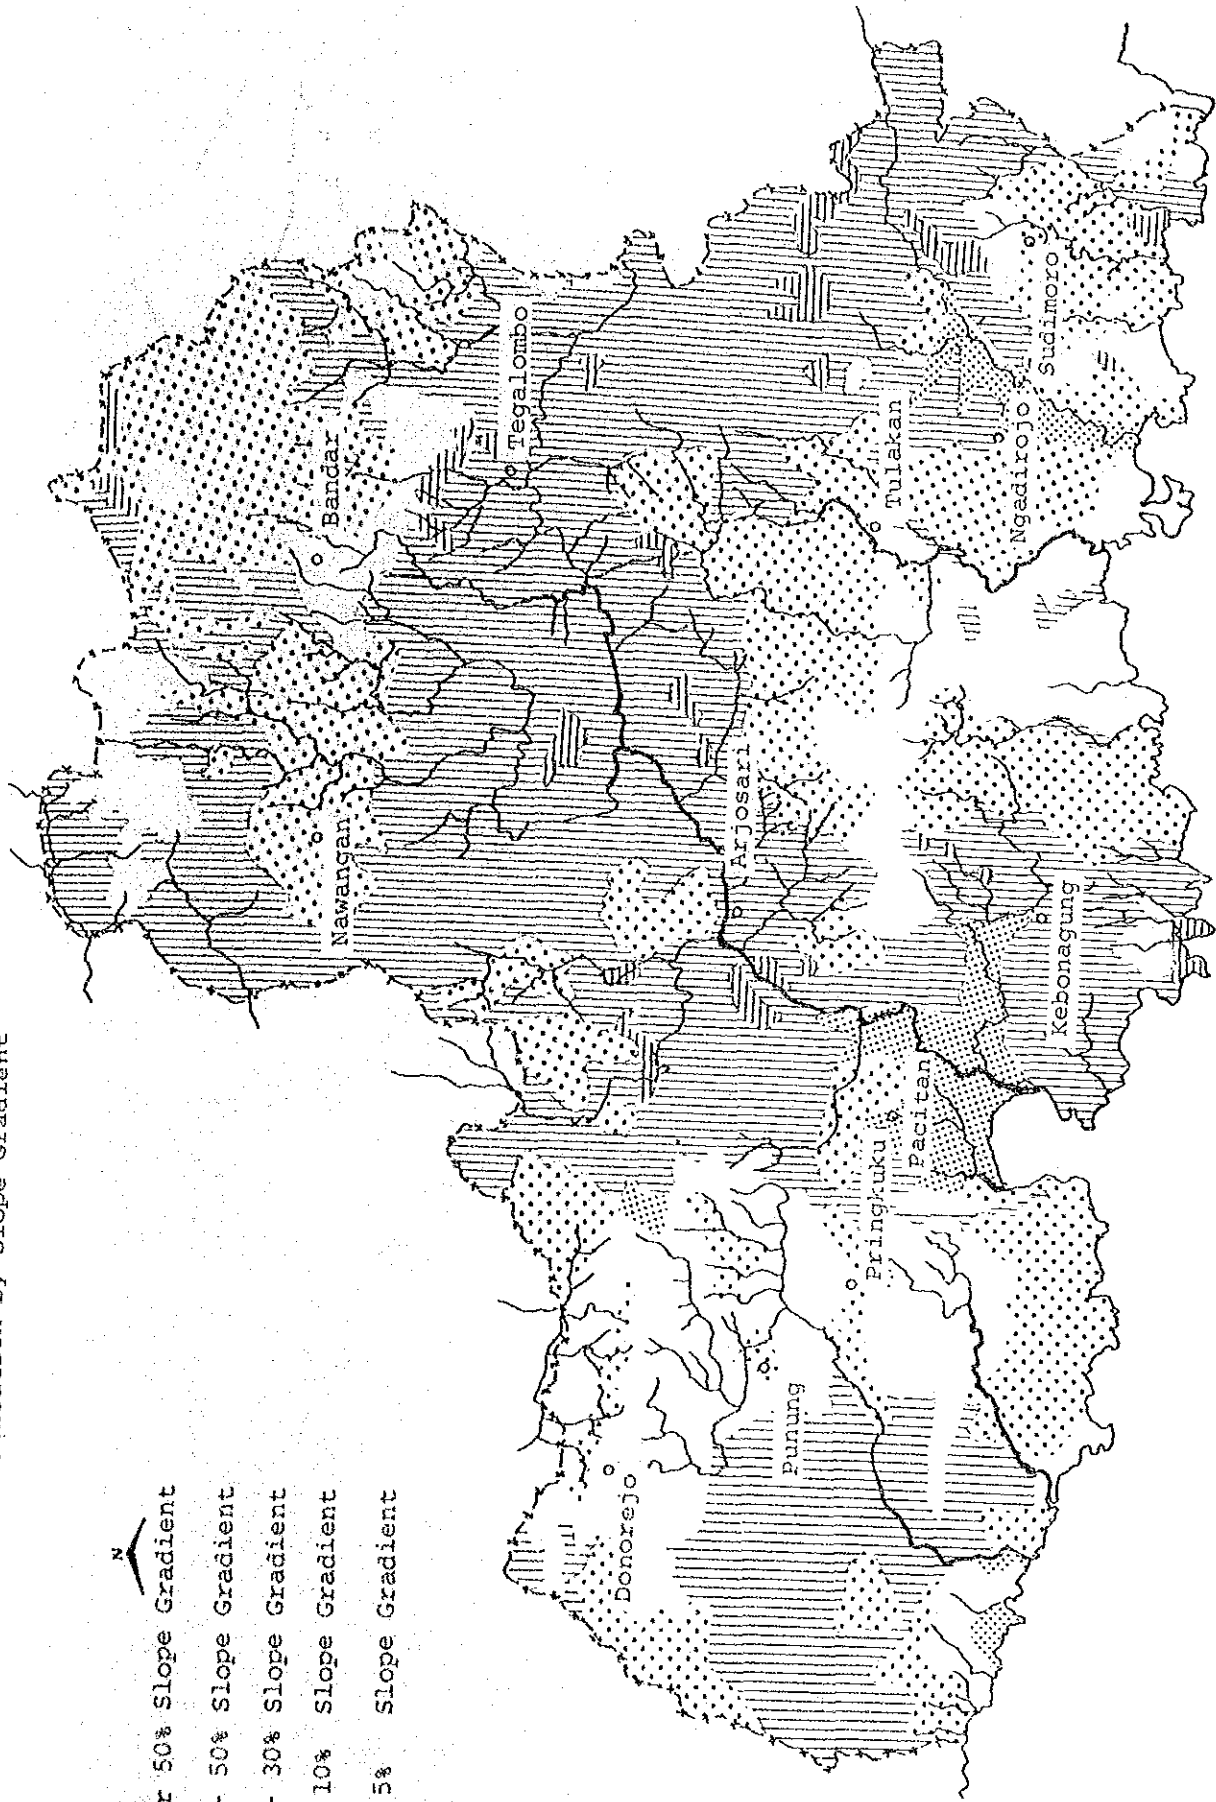 by Slope Gradient
N
r 50% Slope Gradient
- 50% Slope Gradient
- 30% Slope Gradient
10% Slope Gradient
5% Slope Gradient
Nawangan
Bandar
Tegalombo
Arjosari
Tulakan
Donorejo
Punung
Pringkuku
Pacitan
Kebonagung
Ngadirojo
Sudimoro